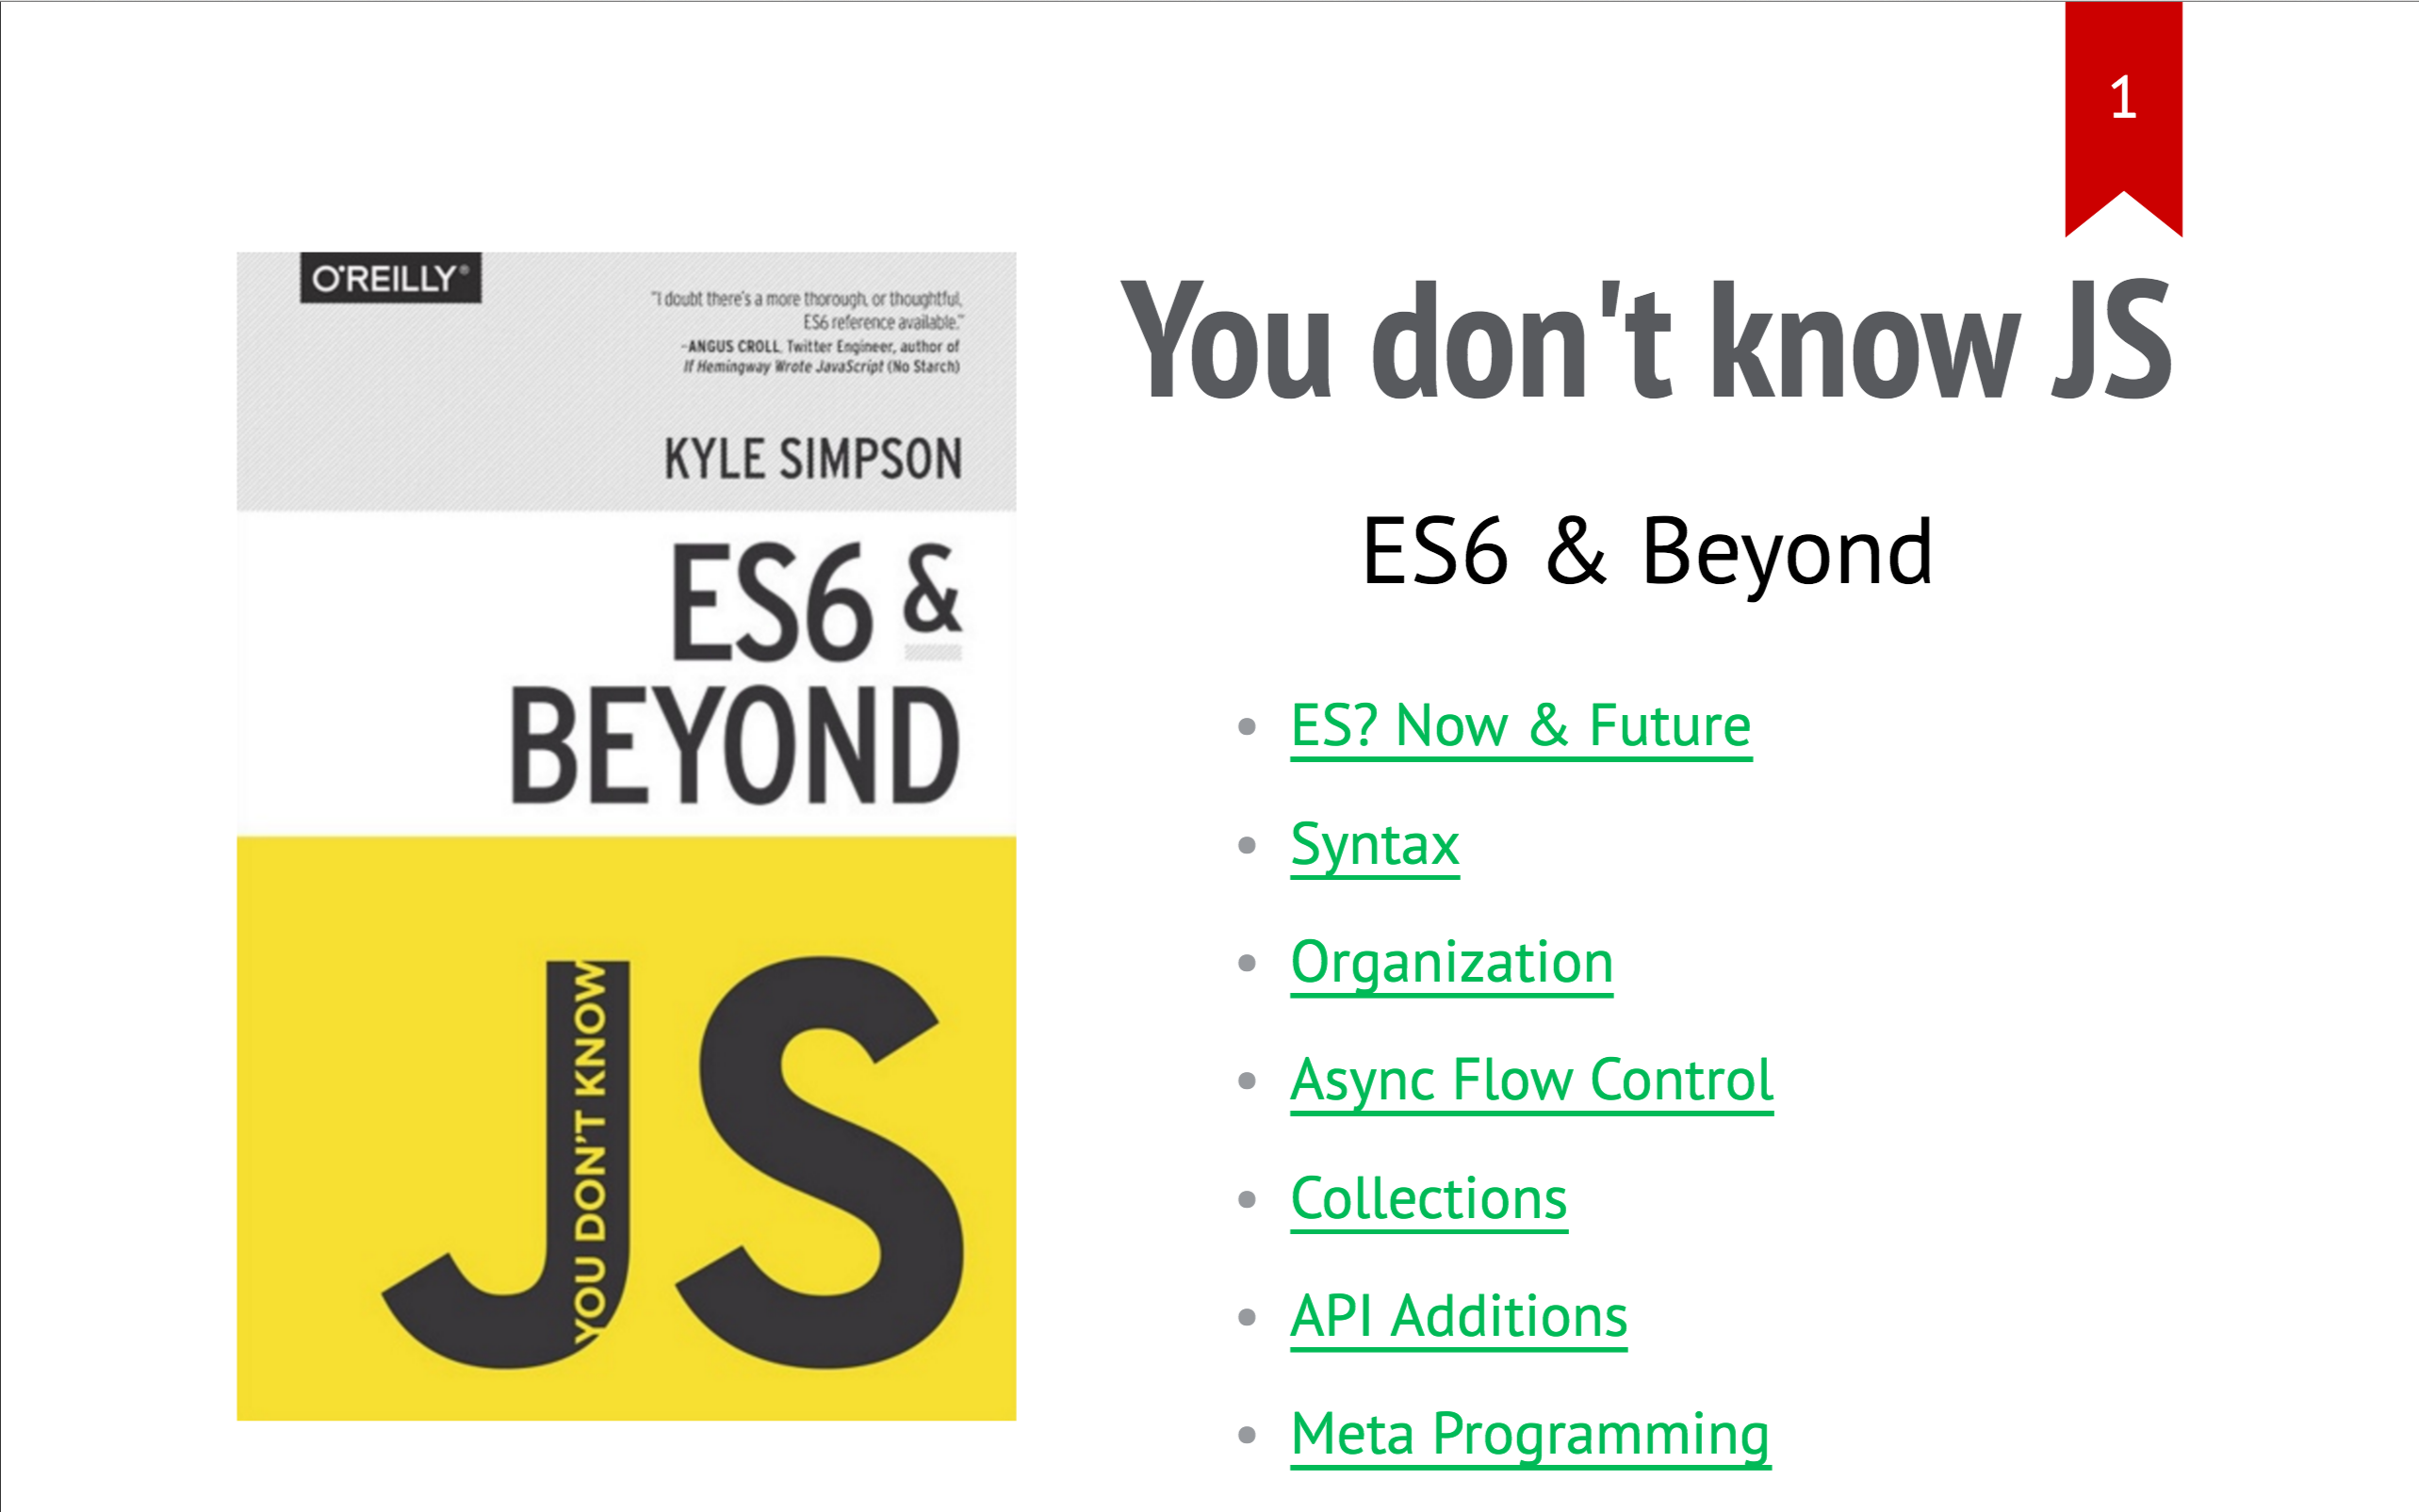 1
O'REILLY®
"I doubt there's a more thorough, or thoughtful,
ES6 reference available."
–ANGUS CROLL, Twitter Engineer, author of
If Hemingway Wrote JavaScript (No Starch)
KYLE SIMPSON
ES6 &
BEYOND
YOU DON'T KNOW
JS
You don't know JS
ES6 & Beyond
• ES? Now & Future
• Syntax
• Organization
• Async Flow Control
• Collections
• API Additions
• Meta Programming